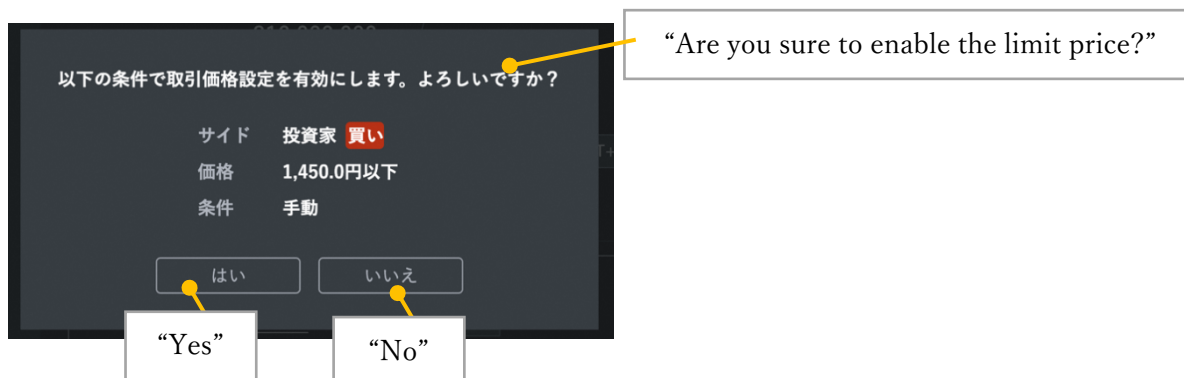 “Are you sure to enable the limit price?”
以下の条件で取引価格設定を有効にします。よろしいですか？
サイド 投資家 買い
価格 1,450.0円以下
条件 手動
はい いいえ
“Yes” “No”